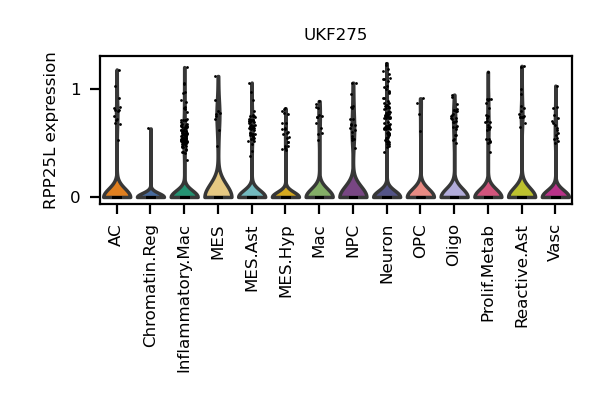 UKF275
RPP25L expression
1
0
AC
Chromatin.Reg
Inflammatory.Mac
MES
MES.Ast
MES.Hyp
Mac
NPC
Neuron
OPC
Oligo
Prolif.Metab
Reactive.Ast
Vasc